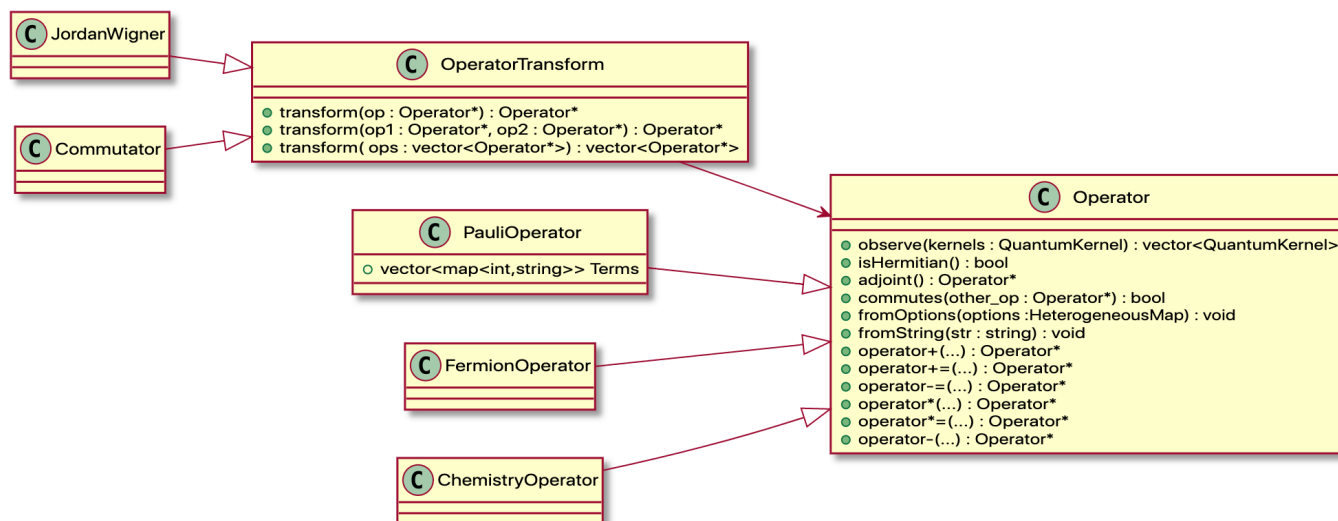 C JordanWigner
C OperatorTransform
transform(op : Operator*) : Operator*
transform(op1 : Operator*, op2 : Operator*) : Operator*
transform( ops : vector<Operator*>) : vector<Operator*>
C Commutator
C Operator
observe(kernels : QuantumKernel) : vector<QuantumKernel>
isHermitian() : bool
adjoint() : Operator*
commutes(other_op : Operator*) : bool
fromOptions(options :HeterogeneousMap) : void
fromString(str : string) : void
operator+(...) : Operator*
operator+=(...) : Operator*
operator-=(...) : Operator*
operator*(...) : Operator*
operator*=(...) : Operator*
operator-(...) : Operator*
C PauliOperator
vector<map<int,string>> Terms
C FermionOperator
C ChemistryOperator